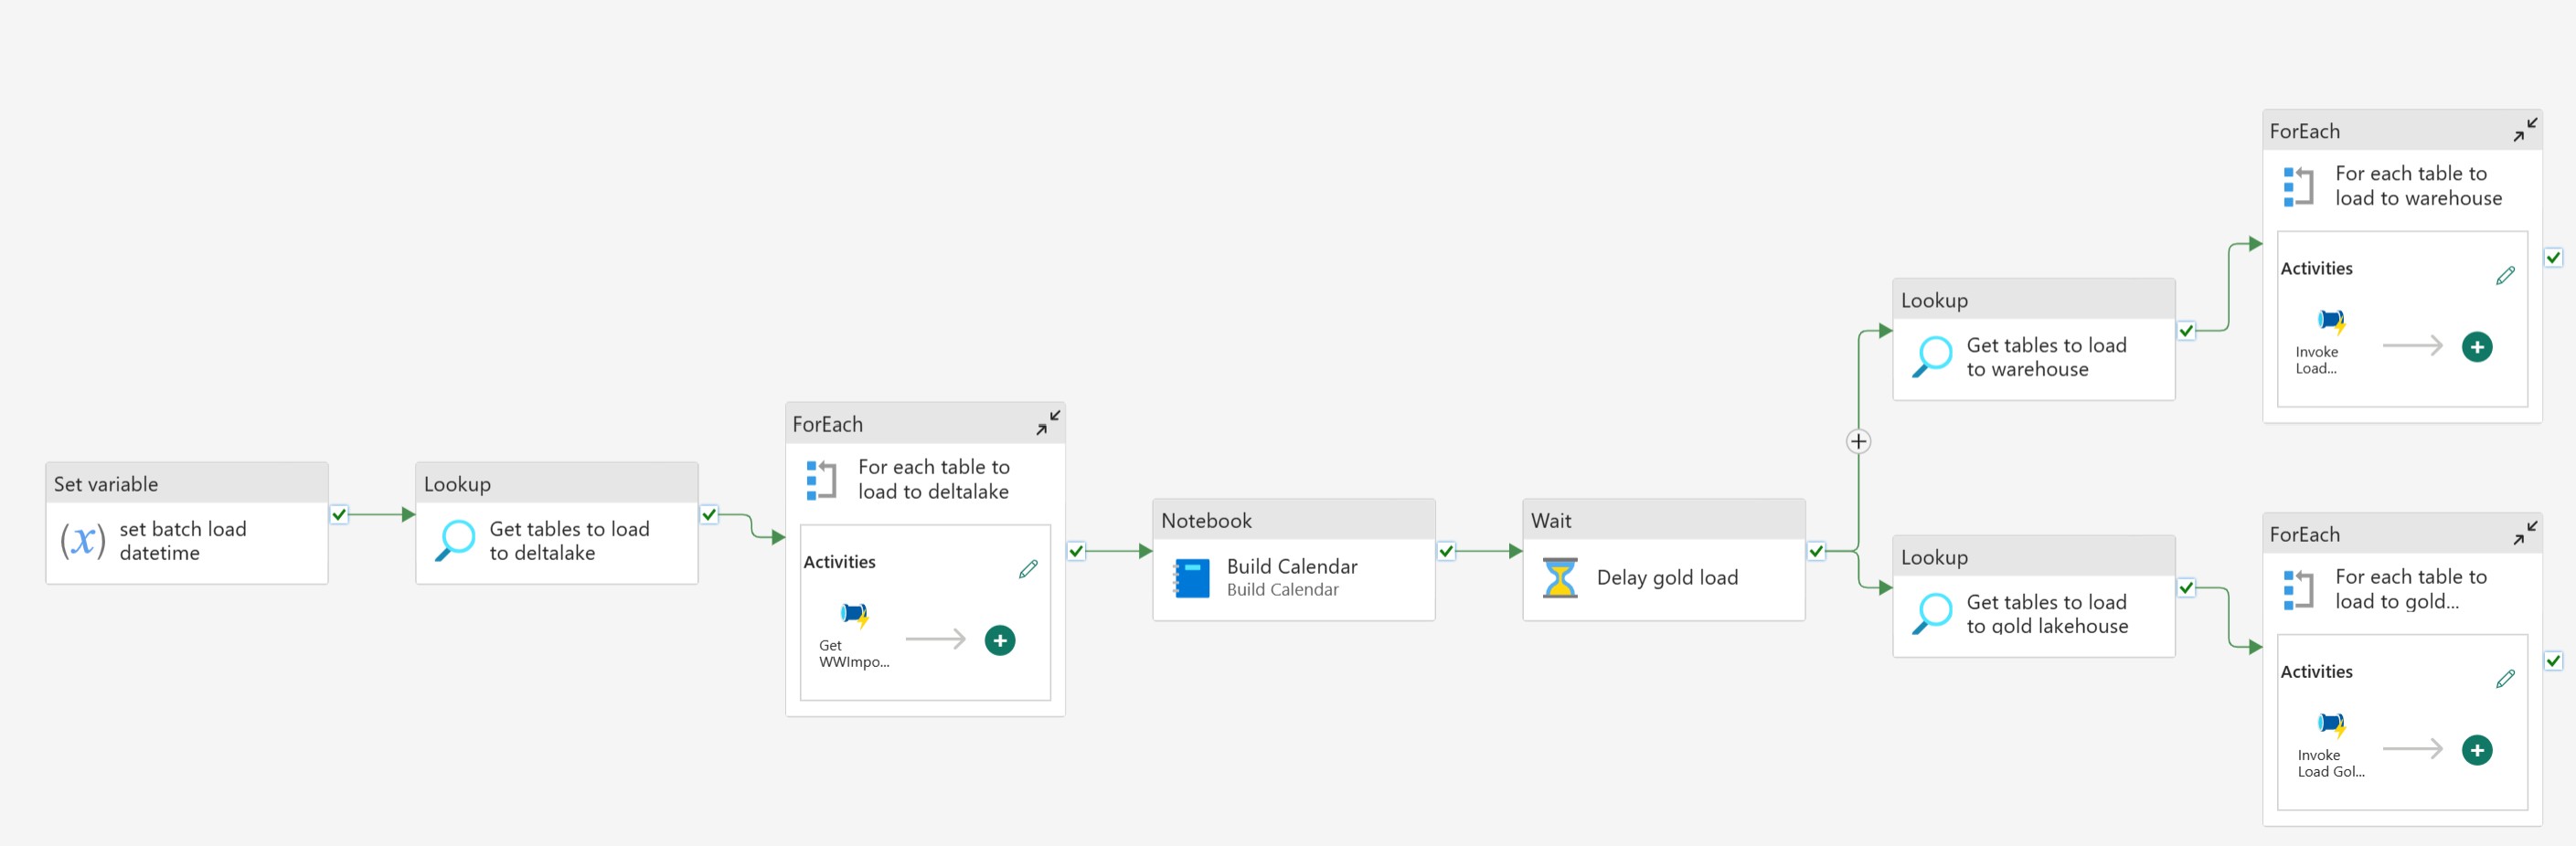 Set variable
(x)
set batch load
datetime
Lookup
Get tables to load
to deltalake
ForEach
For each table to
load to deltalake
Activities
Get
WWImpo...
Notebook
Build Calendar
Build Calendar
Wait
Delay gold load
Lookup
Get tables to load
to warehouse
ForEach
For each table to
load to warehouse
Activities
Invoke
Load...
Lookup
Get tables to load
to gold lakehouse
ForEach
For each table to
load to gold...
Activities
Invoke
Load Gol...